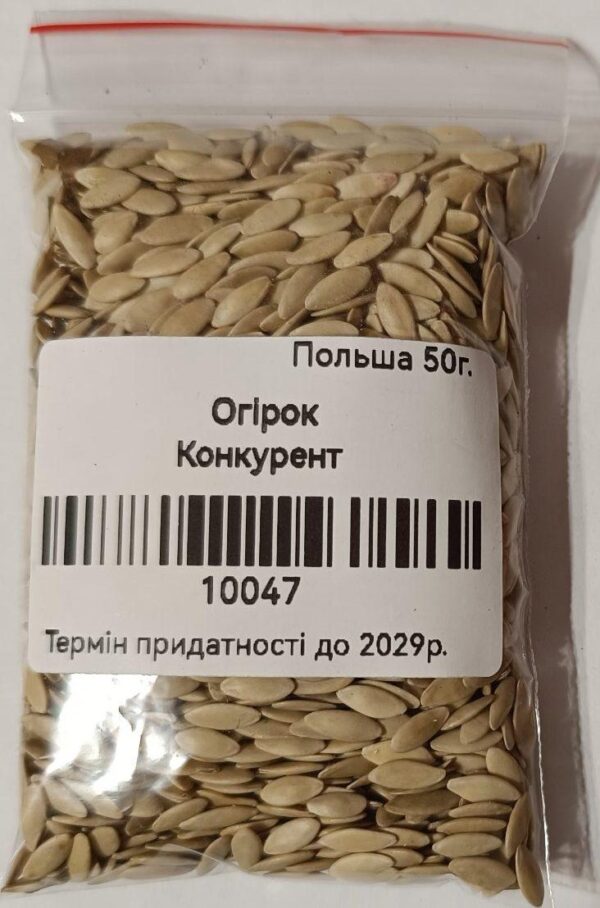 Польша 50г.
Огірок
Конкурент
10047
Термін придатності до 2029р.